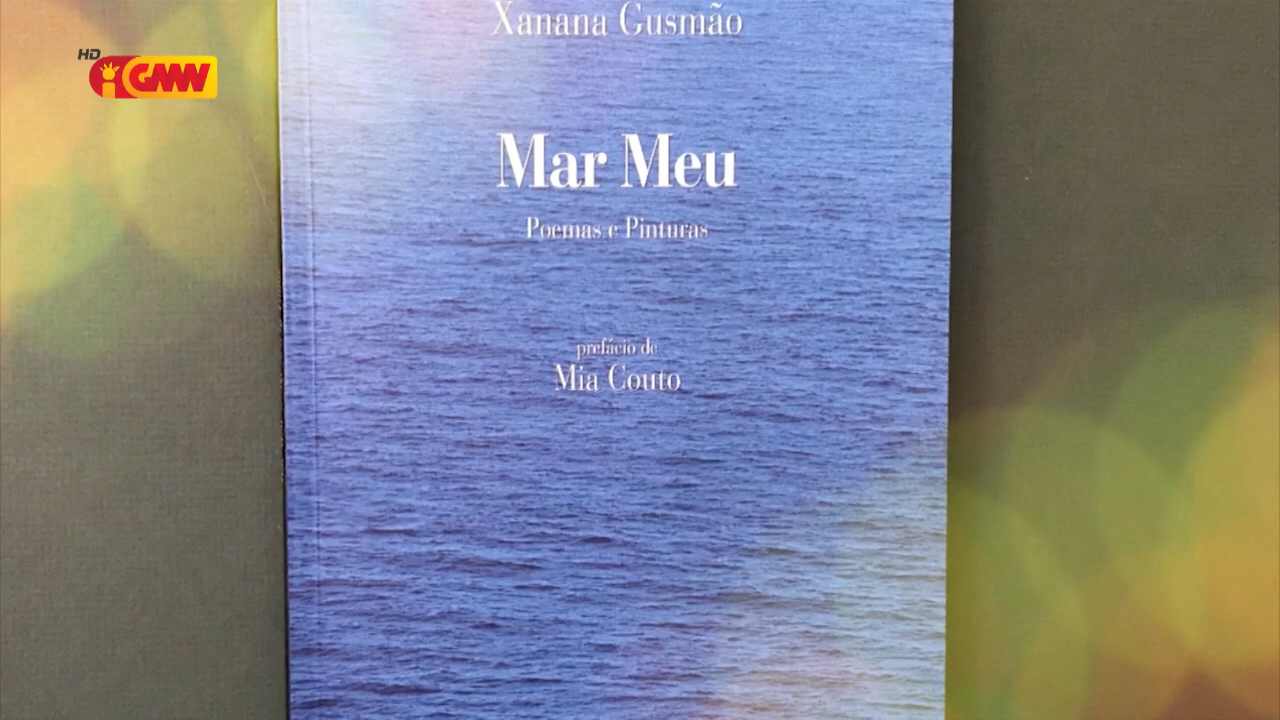 Xanana Gusmão
HD
GMW
Mar Meu
Poemas e Pinturas
prefácio de
Mia Couto